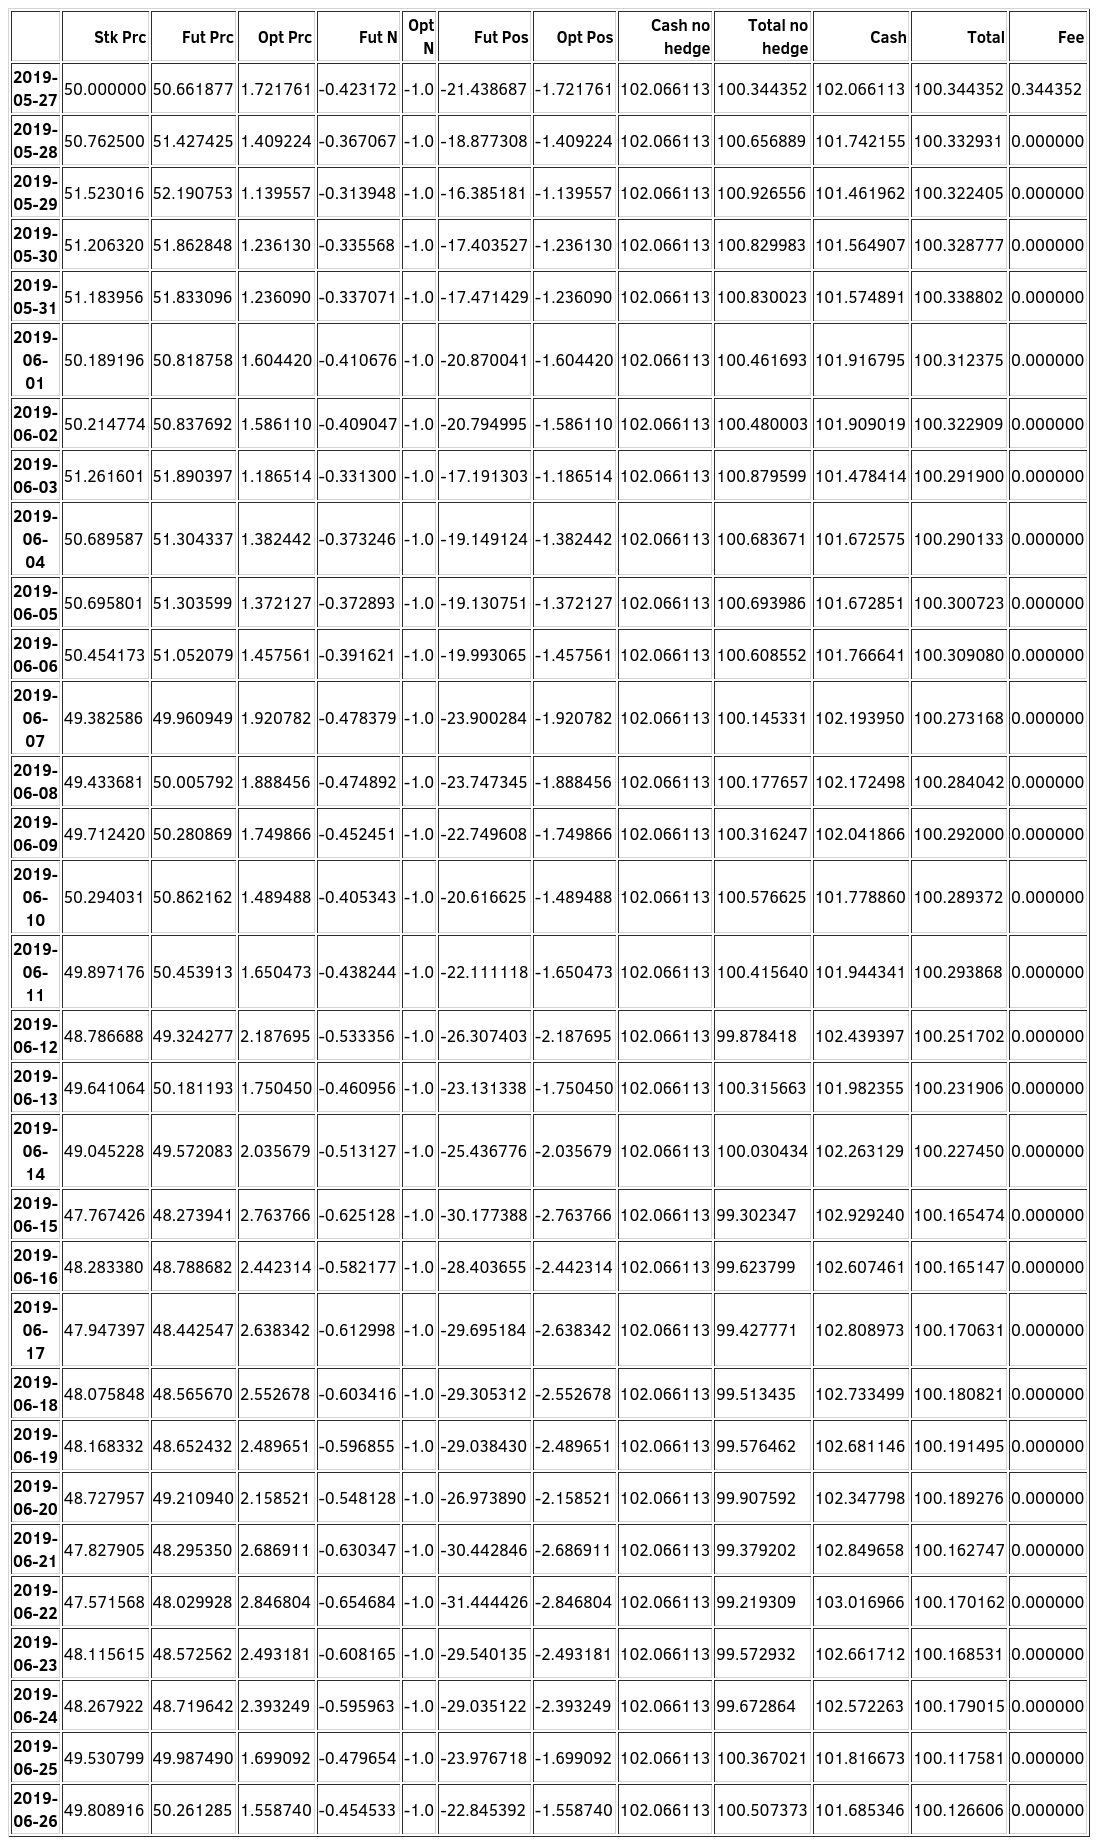 Stk Prc Fut Prc Opt Prc Fut N Opt N Fut Pos Opt Pos Cash no hedge Total no hedge Cash Total Fee
2019-05-27 50.000000 50.661877 1.721761 -0.423172 -1.0 -21.438687 -1.721761 102.066113 100.344352 102.066113 100.344352 0.344352
2019-05-28 50.762500 51.427425 1.409224 -0.367067 -1.0 -18.877308 -1.409224 102.066113 100.656889 101.742155 100.332931 0.000000
2019-05-29 51.523016 52.190753 1.139557 -0.313948 -1.0 -16.385181 -1.139557 102.066113 100.926556 101.461962 100.322405 0.000000
2019-05-30 51.206320 51.862848 1.236130 -0.335568 -1.0 -17.403527 -1.236130 102.066113 100.829983 101.564907 100.328777 0.000000
2019-05-31 51.183956 51.833096 1.236090 -0.337071 -1.0 -17.471429 -1.236090 102.066113 100.830023 101.574891 100.338802 0.000000
2019-06-01 50.189196 50.818758 1.604420 -0.410676 -1.0 -20.870041 -1.604420 102.066113 100.461693 101.916795 100.312375 0.000000
2019-06-02 50.214774 50.837692 1.586110 -0.409047 -1.0 -20.794995 -1.586110 102.066113 100.480003 101.909019 100.322909 0.000000
2019-06-03 51.261601 51.890397 1.186514 -0.331300 -1.0 -17.191303 -1.186514 102.066113 100.879599 101.478414 100.291900 0.000000
2019-06-04 50.689587 51.304337 1.382442 -0.373246 -1.0 -19.149124 -1.382442 102.066113 100.683671 101.672575 100.290133 0.000000
2019-06-05 50.695801 51.303599 1.372127 -0.372893 -1.0 -19.130751 -1.372127 102.066113 100.693986 101.672851 100.300723 0.000000
2019-06-06 50.454173 51.052079 1.457561 -0.391621 -1.0 -19.993065 -1.457561 102.066113 100.608552 101.766641 100.309080 0.000000
2019-06-07 49.382586 49.960949 1.920782 -0.478379 -1.0 -23.900284 -1.920782 102.066113 100.145331 102.193950 100.273168 0.000000
2019-06-08 49.433681 50.005792 1.888456 -0.474892 -1.0 -23.747345 -1.888456 102.066113 100.177657 102.172498 100.284042 0.000000
2019-06-09 49.712420 50.280869 1.749866 -0.452451 -1.0 -22.749608 -1.749866 102.066113 100.316247 102.041866 100.292000 0.000000
2019-06-10 50.294031 50.862162 1.489488 -0.405343 -1.0 -20.616625 -1.489488 102.066113 100.576625 101.778860 100.289372 0.000000
2019-06-11 49.897176 50.453913 1.650473 -0.438244 -1.0 -22.111118 -1.650473 102.066113 100.415640 101.944341 100.293868 0.000000
2019-06-12 48.786688 49.324277 2.187695 -0.533356 -1.0 -26.307403 -2.187695 102.066113 99.878418 102.439397 100.251702 0.000000
2019-06-13 49.641064 50.181193 1.750450 -0.460956 -1.0 -23.131338 -1.750450 102.066113 100.315663 101.982355 100.231906 0.000000
2019-06-14 49.045228 49.572083 2.035679 -0.513127 -1.0 -25.436776 -2.035679 102.066113 100.030434 102.263129 100.227450 0.000000
2019-06-15 47.767426 48.273941 2.763766 -0.625128 -1.0 -30.177388 -2.763766 102.066113 99.302347 102.929240 100.165474 0.000000
2019-06-16 48.283380 48.788682 2.442314 -0.582177 -1.0 -28.403655 -2.442314 102.066113 99.623799 102.607461 100.165147 0.000000
2019-06-17 47.947397 48.442547 2.638342 -0.612998 -1.0 -29.695184 -2.638342 102.066113 99.427771 102.808973 100.170631 0.000000
2019-06-18 48.075848 48.565670 2.552678 -0.603416 -1.0 -29.305312 -2.552678 102.066113 99.513435 102.733499 100.180821 0.000000
2019-06-19 48.168332 48.652432 2.489651 -0.596855 -1.0 -29.038430 -2.489651 102.066113 99.576462 102.681146 100.191495 0.000000
2019-06-20 48.727957 49.210940 2.158521 -0.548128 -1.0 -26.973890 -2.158521 102.066113 99.907592 102.347798 100.189276 0.000000
2019-06-21 47.827905 48.295350 2.686911 -0.630347 -1.0 -30.442846 -2.686911 102.066113 99.379202 102.849658 100.162747 0.000000
2019-06-22 47.571568 48.029928 2.846804 -0.654684 -1.0 -31.444426 -2.846804 102.066113 99.219309 103.016966 100.170162 0.000000
2019-06-23 48.115615 48.572562 2.493181 -0.608165 -1.0 -29.540135 -2.493181 102.066113 99.572932 102.661712 100.168531 0.000000
2019-06-24 48.267922 48.719642 2.393249 -0.595963 -1.0 -29.035122 -2.393249 102.066113 99.672864 102.572263 100.179015 0.000000
2019-06-25 49.530799 49.987490 1.699092 -0.479654 -1.0 -23.976718 -1.699092 102.066113 100.367021 101.816673 100.117581 0.000000
2019-06-26 49.808916 50.261285 1.558740 -0.454533 -1.0 -22.845392 -1.558740 102.066113 100.507373 101.685346 100.126606 0.000000